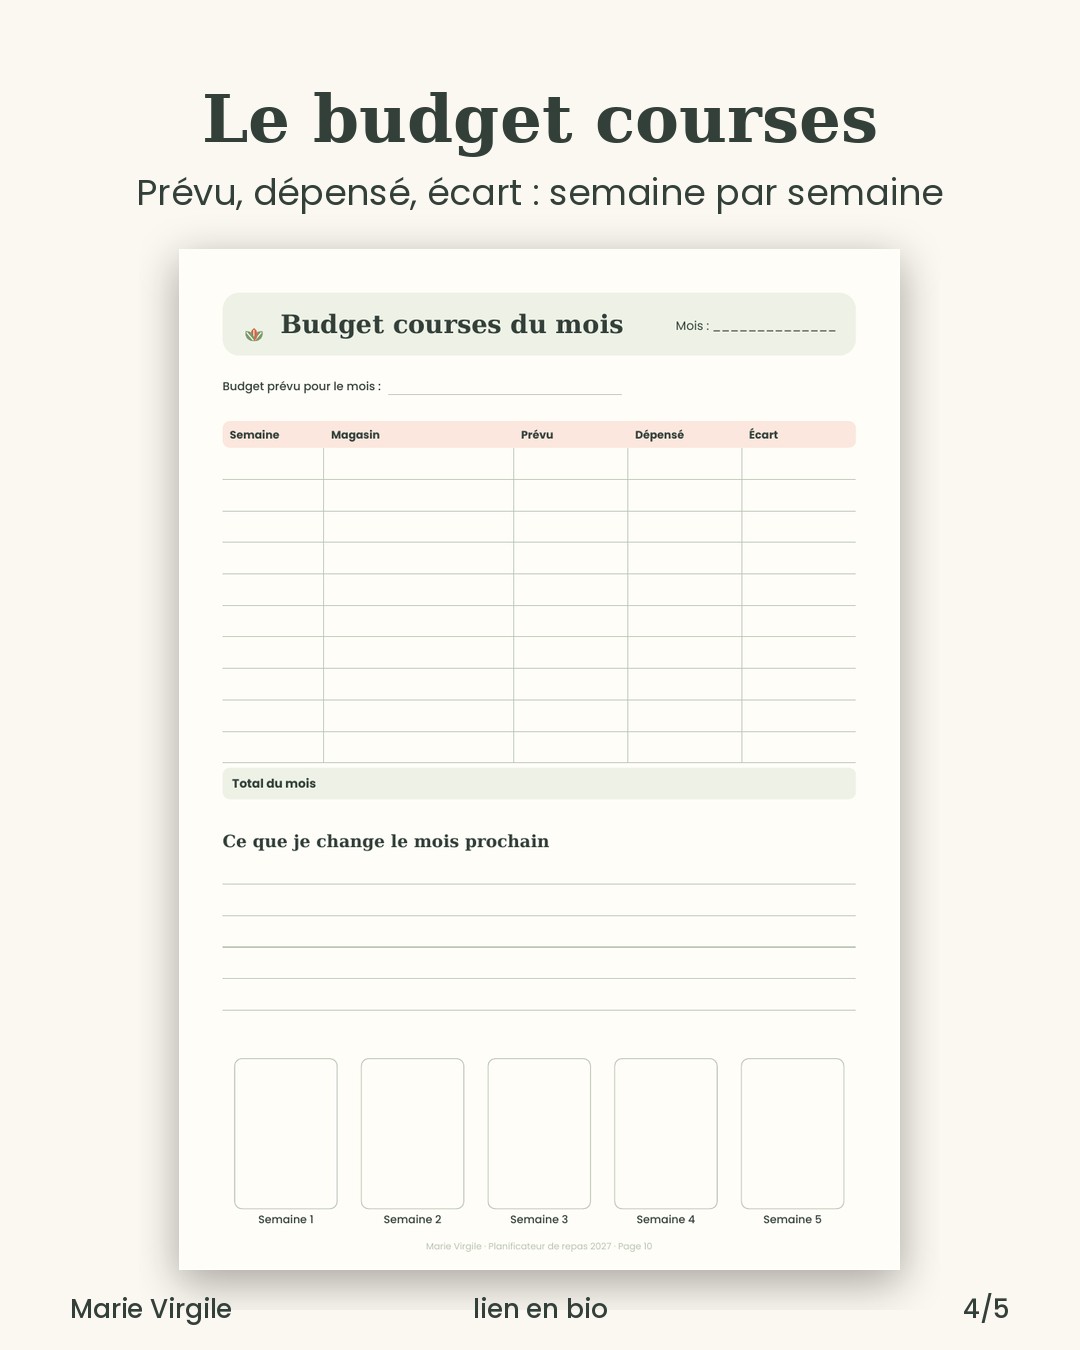 Le budget courses
Prévu, dépensé, écart : semaine par semaine
Budget courses du mois
Mois : _ _ _ _ _ _ _ _ _ _ _ _ _ _
Budget prévu pour le mois :
Semaine Magasin Prévu Dépensé Écart
Total du mois
Ce que je change le mois prochain
Semaine 1 Semaine 2 Semaine 3 Semaine 4 Semaine 5
Marie Virgile · Planificateur de repas 2027 · Page 10
Marie Virgile lien en bio 4/5